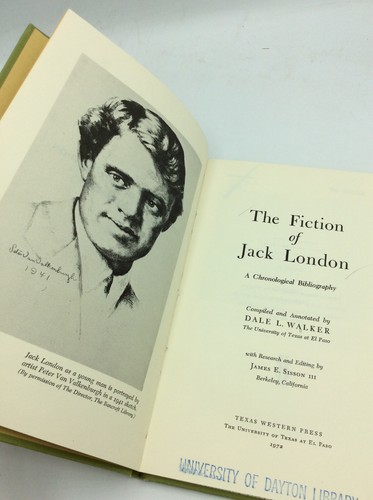 Peter Van Valkenburgh
1941
Jack London as a young man is portrayed by
artist Peter Van Valkenburgh in a 1941 sketch.
(By permission of The Director, The Bancroft Library)
The Fiction
of
Jack London
A Chronological Bibliography
Compiled and Annotated by
DALE L. WALKER
The University of Texas at El Paso
with Research and Editing by
JAMES E. SISSON III
Berkeley, California
TEXAS WESTERN PRESS
THE UNIVERSITY OF TEXAS AT EL PASO
1972
UNIVERSITY OF DAYTON LIBRARY